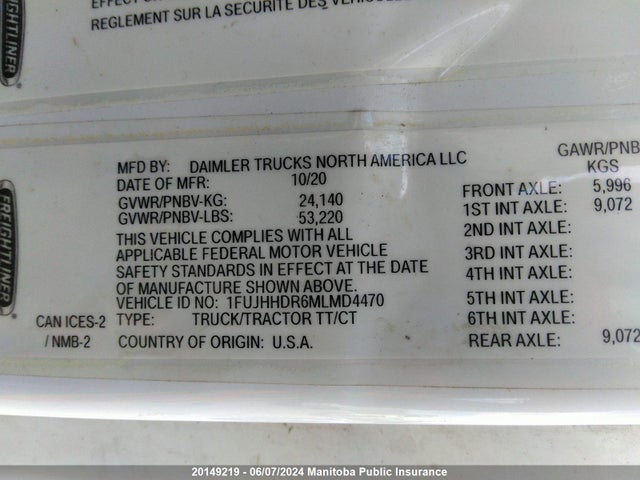 REGLEMENT SUR LA SECURITE DES VEHICULES
FREIGHTLINER
FREIGHTLINER
MFD BY: DAIMLER TRUCKS NORTH AMERICA LLC
DATE OF MFR: 10/20
GVWR/PNBV-KG: 24,140
GVWR/PNBV-LBS: 53,220
THIS VEHICLE COMPLIES WITH ALL
APPLICABLE FEDERAL MOTOR VEHICLE
SAFETY STANDARDS IN EFFECT AT THE DATE
OF MANUFACTURE SHOWN ABOVE.
VEHICLE ID NO: 1FUJHHDR6MLMD4470
TYPE: TRUCK/TRACTOR TT/CT
COUNTRY OF ORIGIN: U.S.A.
CAN ICES-2
/ NMB-2
GAWR/PNB
KGS
FRONT AXLE: 5,996
1ST INT AXLE: 9,072
2ND INT AXLE:
3RD INT AXLE:
4TH INT AXLE:
5TH INT AXLE:
6TH INT AXLE:
REAR AXLE: 9,072
20149219 - 06/07/2024 Manitoba Public Insurance